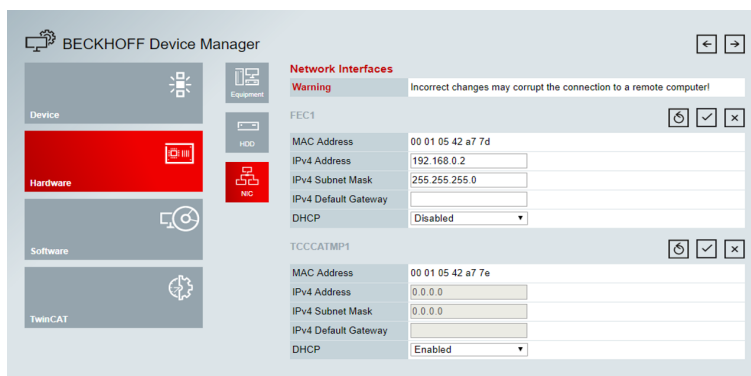 BECKHOFF Device Manager
Device
Hardware
Software
TwinCAT
Equipment
HDD
NIC
Network Interfaces
Warning Incorrect changes may corrupt the connection to a remote computer!
FEC1
MAC Address 00 01 05 42 a7 7d
IPv4 Address 192.168.0.2
IPv4 Subnet Mask 255.255.255.0
IPv4 Default Gateway
DHCP Disabled
TCCCATMP1
MAC Address 00 01 05 42 a7 7e
IPv4 Address 0.0.0.0
IPv4 Subnet Mask 0.0.0.0
IPv4 Default Gateway
DHCP Enabled